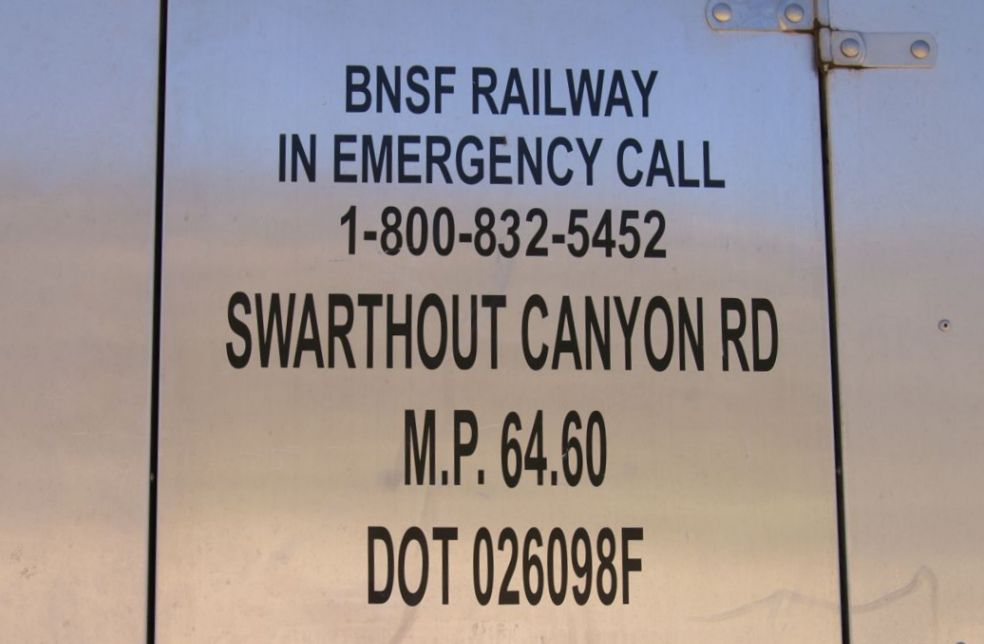 BNSF RAILWAY
IN EMERGENCY CALL
1-800-832-5452
SWARTHOUT CANYON RD
M.P. 64.60
DOT 026098F